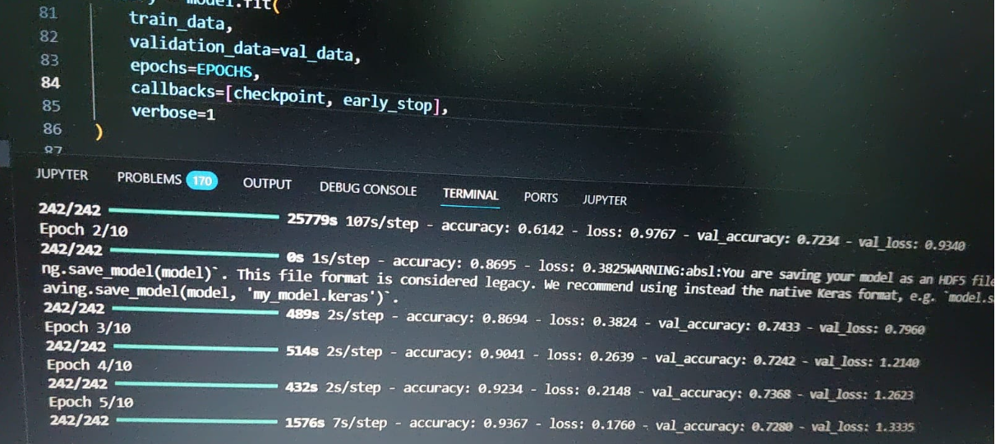 81 model.fit(
82 train_data,
83 validation_data=val_data,
84 epochs=EPOCHS,
85 callbacks=[checkpoint, early_stop],
86 verbose=1
87 )
JUPYTER PROBLEMS 170 OUTPUT DEBUG CONSOLE TERMINAL PORTS JUPYTER
242/242 25779s 107s/step - accuracy: 0.6142 - loss: 0.9767 - val_accuracy: 0.7234 - val_loss: 0.9340
Epoch 2/10
242/242 0s 1s/step - accuracy: 0.8695 - loss: 0.3825WARNING:absl:You are saving your model as an HDF5 file
ng.save_model(model)`. This file format is considered legacy. We recommend using instead the native Keras format, e.g. `model.s
aving.save_model(model, 'my_model.keras')`.
242/242 489s 2s/step - accuracy: 0.8694 - loss: 0.3824 - val_accuracy: 0.7433 - val_loss: 0.7960
Epoch 3/10
242/242 514s 2s/step - accuracy: 0.9041 - loss: 0.2639 - val_accuracy: 0.7242 - val_loss: 1.2140
Epoch 4/10
242/242 432s 2s/step - accuracy: 0.9234 - loss: 0.2148 - val_accuracy: 0.7368 - val_loss: 1.2623
Epoch 5/10
242/242 1576s 7s/step - accuracy: 0.9367 - loss: 0.1760 - val_accuracy: 0.7280 - val_loss: 1.3335